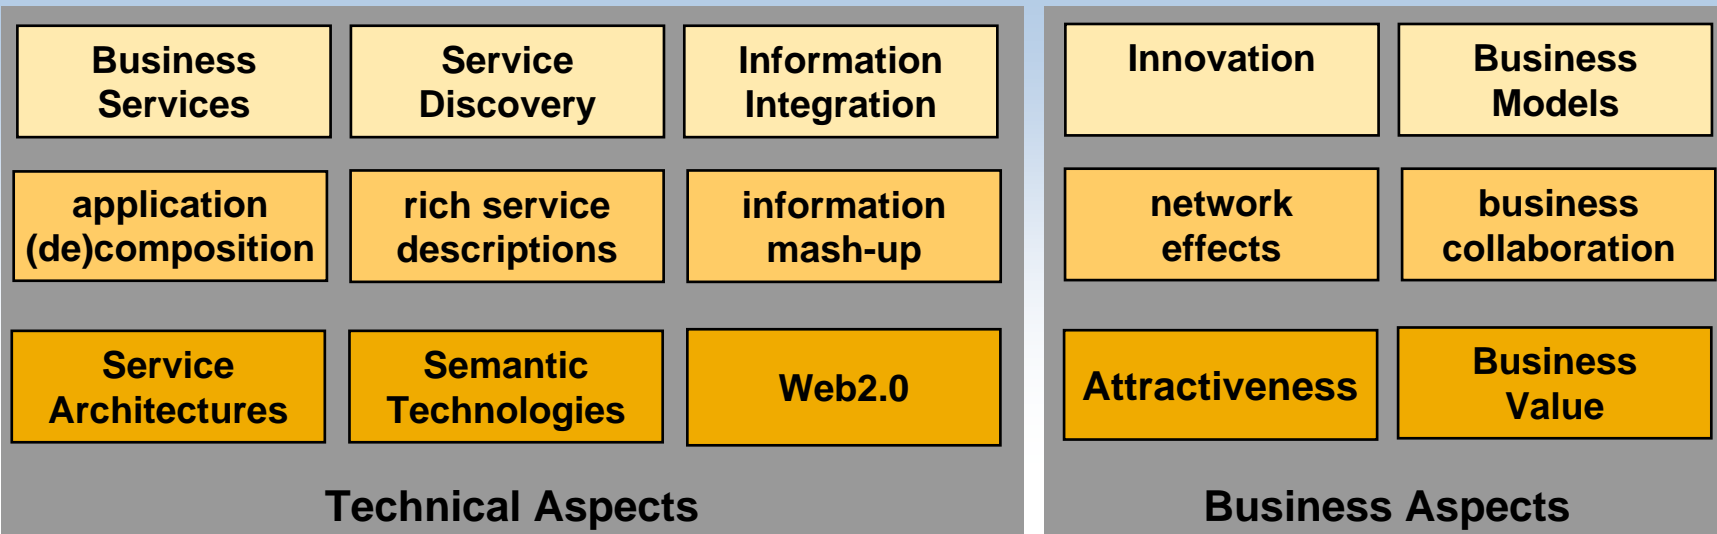 Business
Services
Service
Discovery
Information
Integration
application
(de)composition
rich service
descriptions
information
mash-up
Service
Architectures
Semantic
Technologies
Web2.0
Technical Aspects
Innovation
Business
Models
network
effects
business
collaboration
Attractiveness
Business
Value
Business Aspects